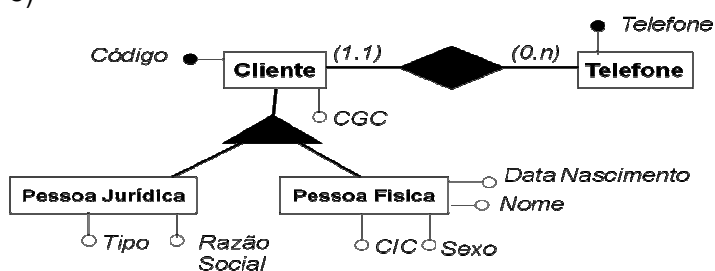 Telefone
Código
Cliente
(1.1)
(0.n)
Telefone
CGC
Pessoa Jurídica
Pessoa Fisica
Data Nascimento
Nome
Tipo
Razão
Social
CIC
Sexo